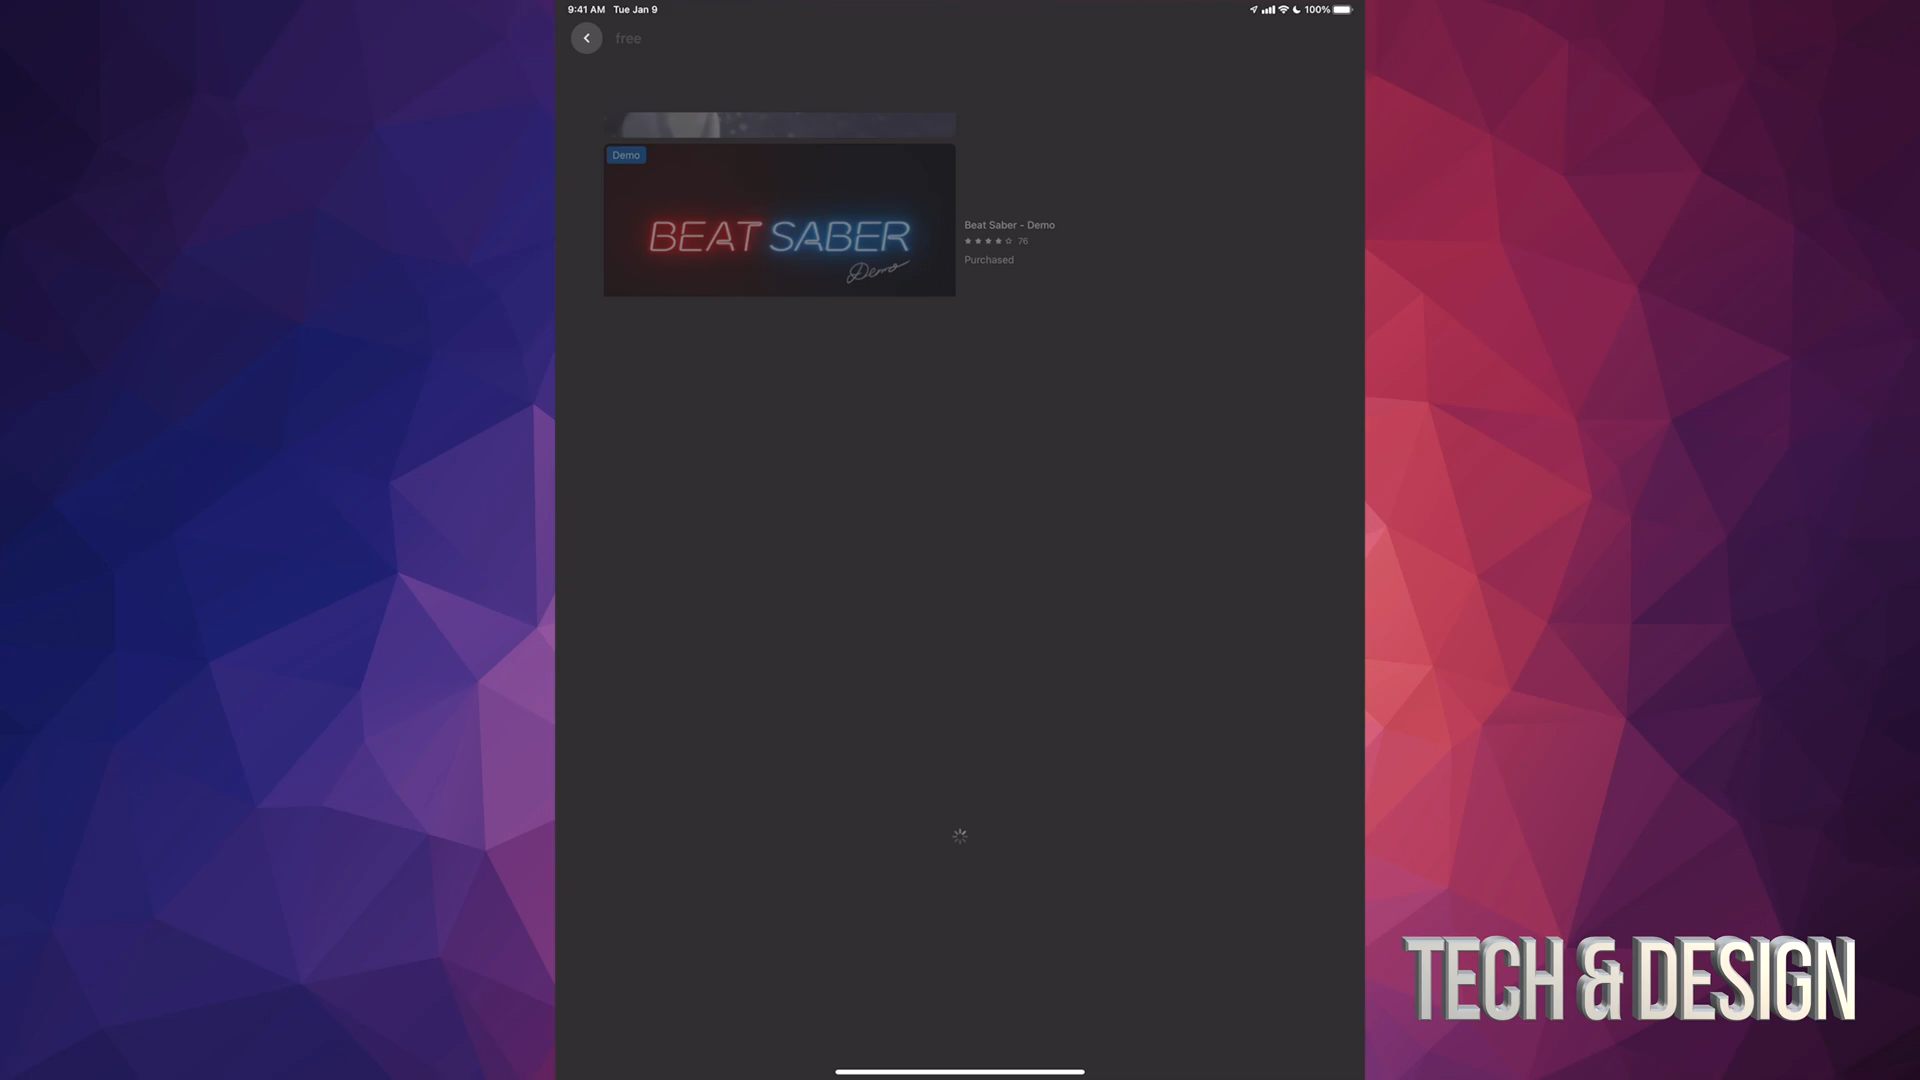 9:41 AM Tue Jan 9
100%
free
Demo
BEAT SABER
Demo
Beat Saber - Demo
76
Purchased
TECH & DESIGN